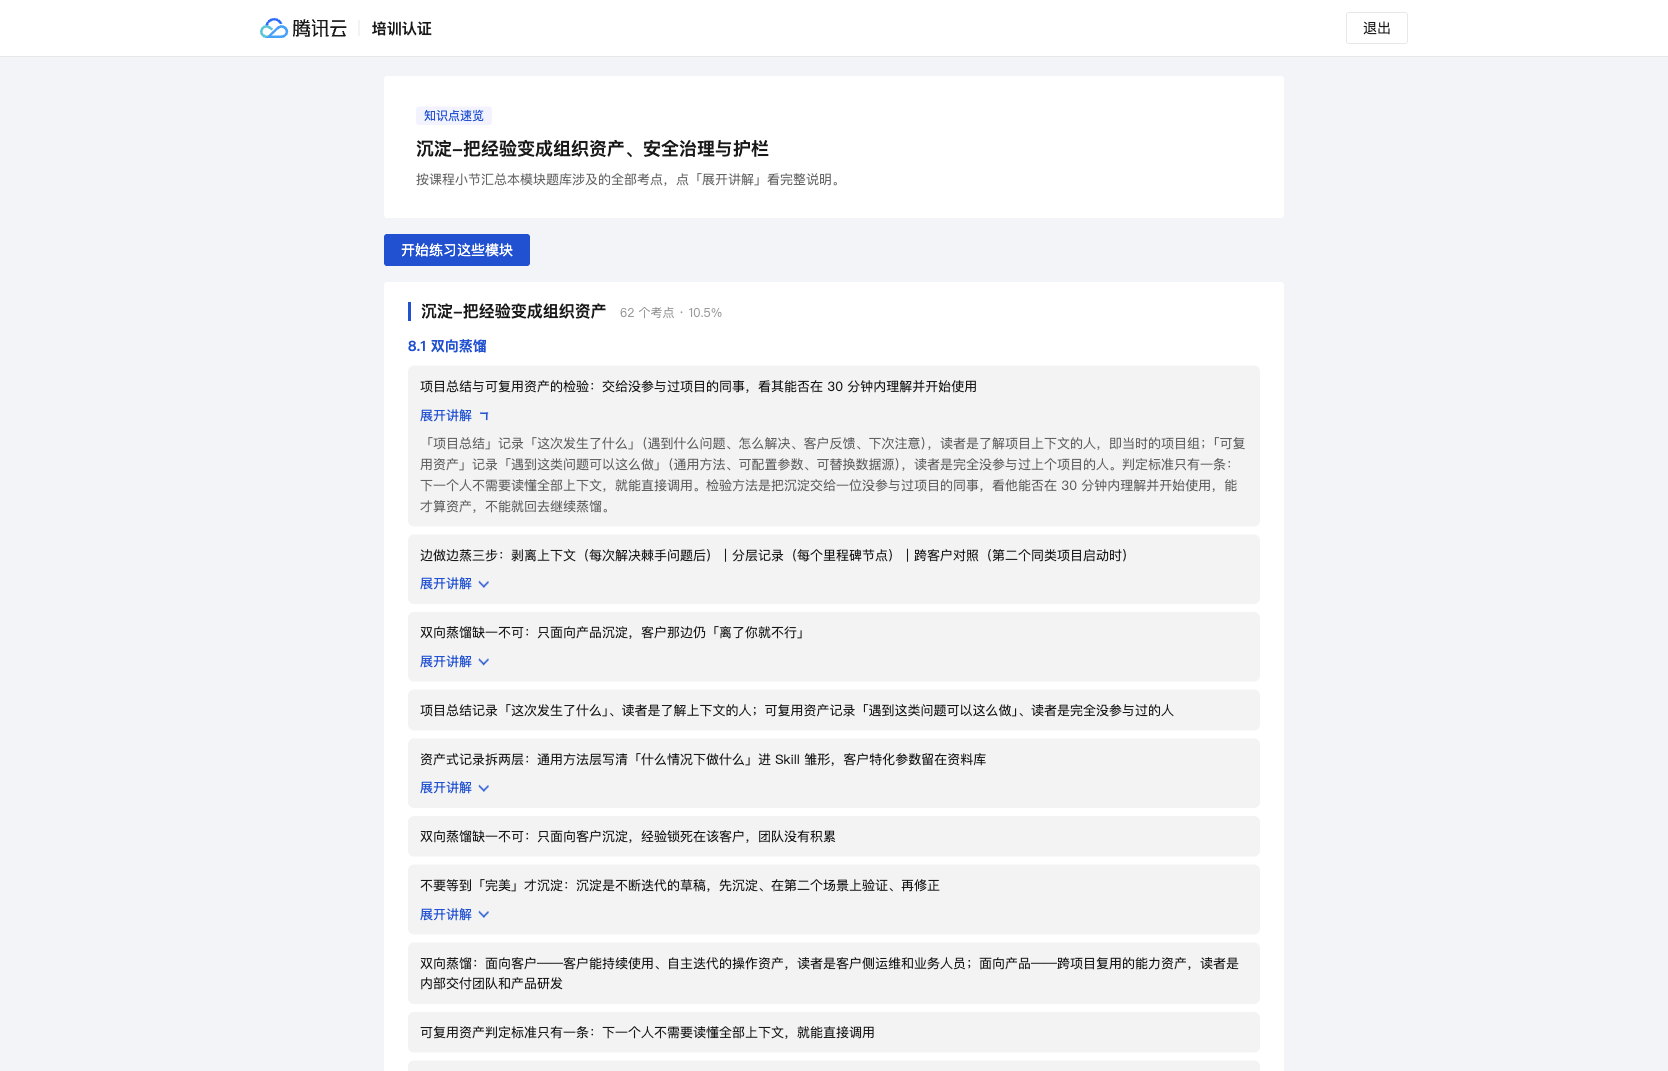 腾讯云
培训认证
退出
知识点速览
沉淀-把经验变成组织资产、安全治理与护栏
按课程小节汇总本模块题库涉及的全部考点，点「展开讲解」看完整说明。
开始练习这些模块
沉淀-把经验变成组织资产 62 个考点 · 10.5%
8.1 双向蒸馏
项目总结与可复用资产的检验：交给没参与过项目的同事，看其能否在 30 分钟内理解并开始使用
展开讲解
「项目总结」记录「这次发生了什么」（遇到什么问题、怎么解决、客户反馈、下次注意），读者是了解项目上下文的人，即当时的项目组；「可复
用资产」记录「遇到这类问题可以这么做」（通用方法、可配置参数、可替换数据源），读者是完全没参与过上个项目的人。判定标准只有一条：
下一个人不需要读懂全部上下文，就能直接调用。检验方法是把沉淀交给一位没参与过项目的同事，看他能否在 30 分钟内理解并开始使用，能
才算资产，不能就回去继续蒸馏。
边做边蒸三步：剥离上下文（每次解决棘手问题后）｜分层记录（每个里程碑节点）｜跨客户对照（第二个同类项目启动时）
展开讲解
双向蒸馏缺一不可：只面向产品沉淀，客户那边仍「离了你就不行」
展开讲解
项目总结记录「这次发生了什么」、读者是了解上下文的人；可复用资产记录「遇到这类问题可以这么做」、读者是完全没参与过的人
资产式记录拆两层：通用方法层写清「什么情况下做什么」进 Skill 雏形，客户特化参数留在资料库
展开讲解
双向蒸馏缺一不可：只面向客户沉淀，经验锁死在该客户，团队没有积累
不要等到「完美」才沉淀：沉淀是不断迭代的草稿，先沉淀、在第二个场景上验证、再修正
展开讲解
双向蒸馏：面向客户——客户能持续使用、自主迭代的操作资产，读者是客户侧运维和业务人员；面向产品——跨项目复用的能力资产，读者是
内部交付团队和产品研发
可复用资产判定标准只有一条：下一个人不需要读懂全部上下文，就能直接调用